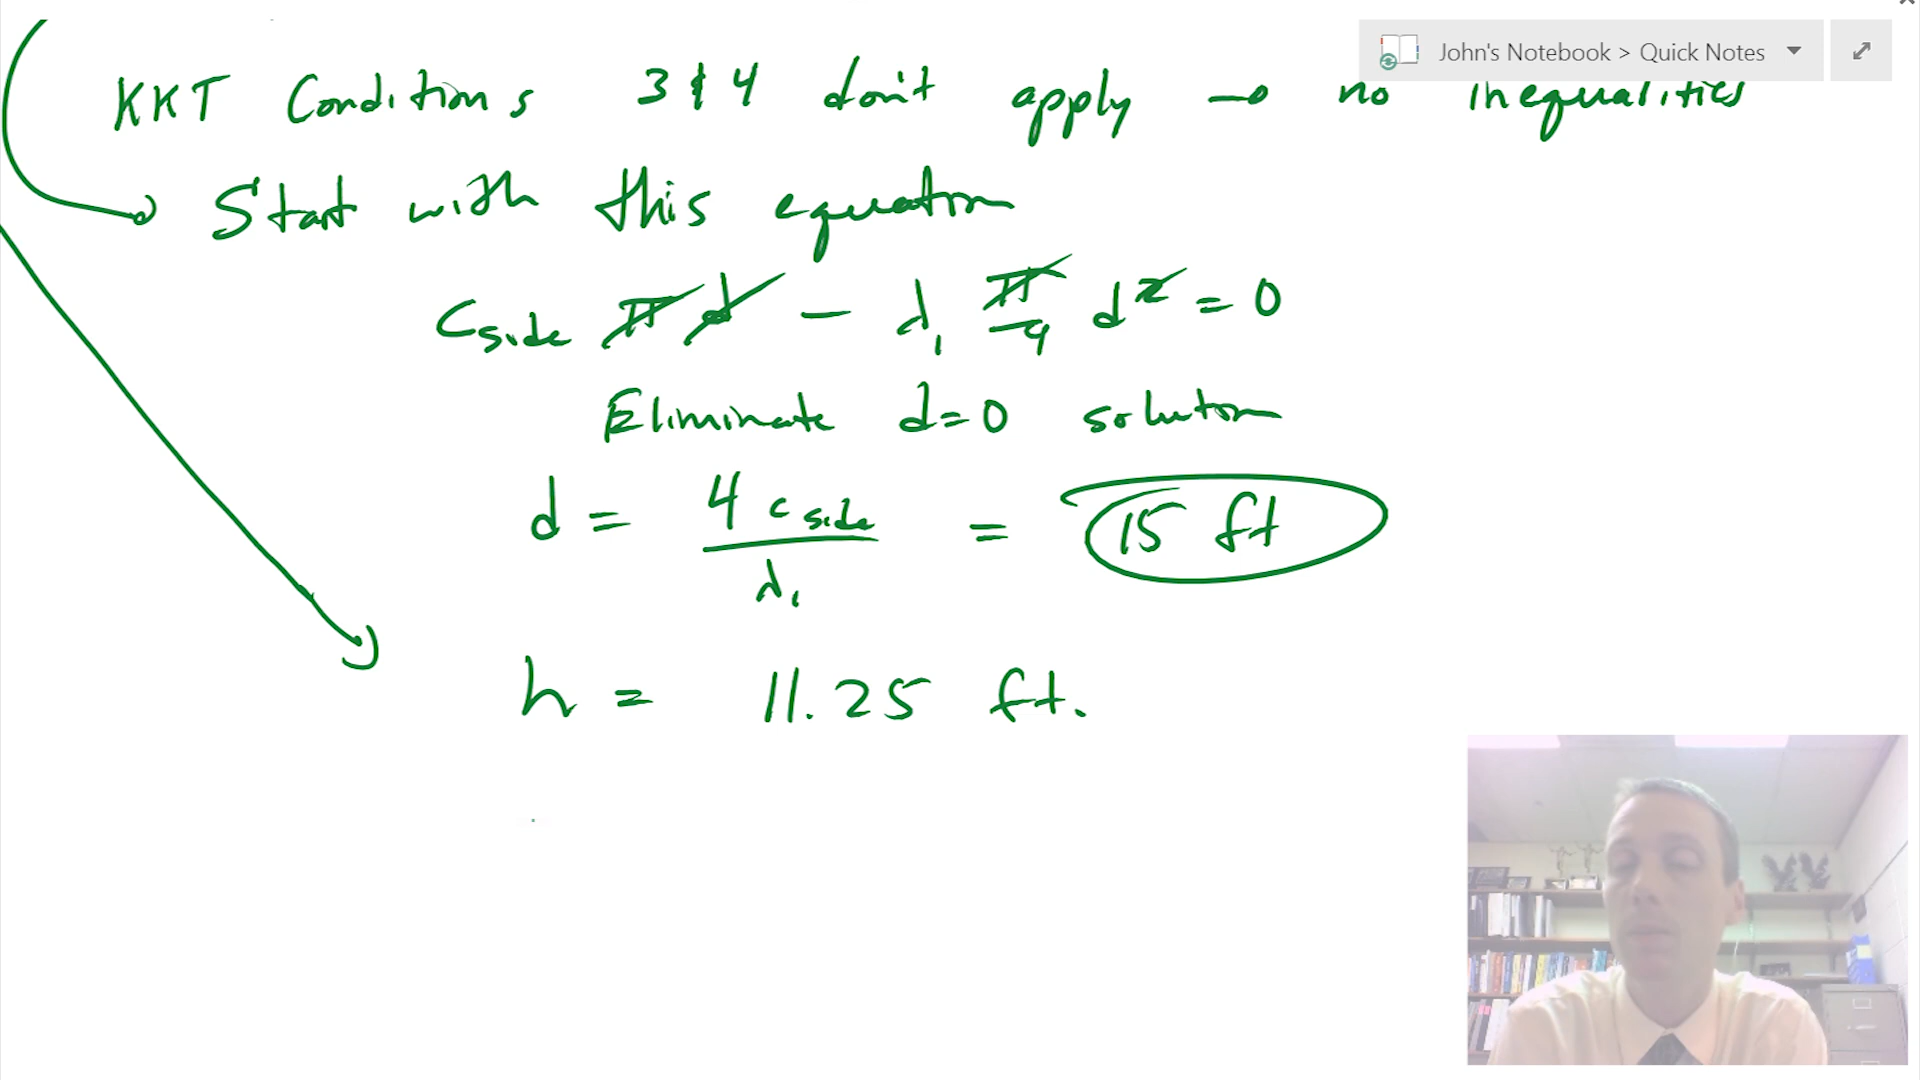 John's Notebook > Quick Notes
KKT Conditions 3 & 4 don't apply → no inequalities
Start with this equation
Cside π d − λ₁ π/4 d² = 0
Eliminate d=0 solution
d = 4 c side / λ₁ = 15 ft
h = 11.25 ft.